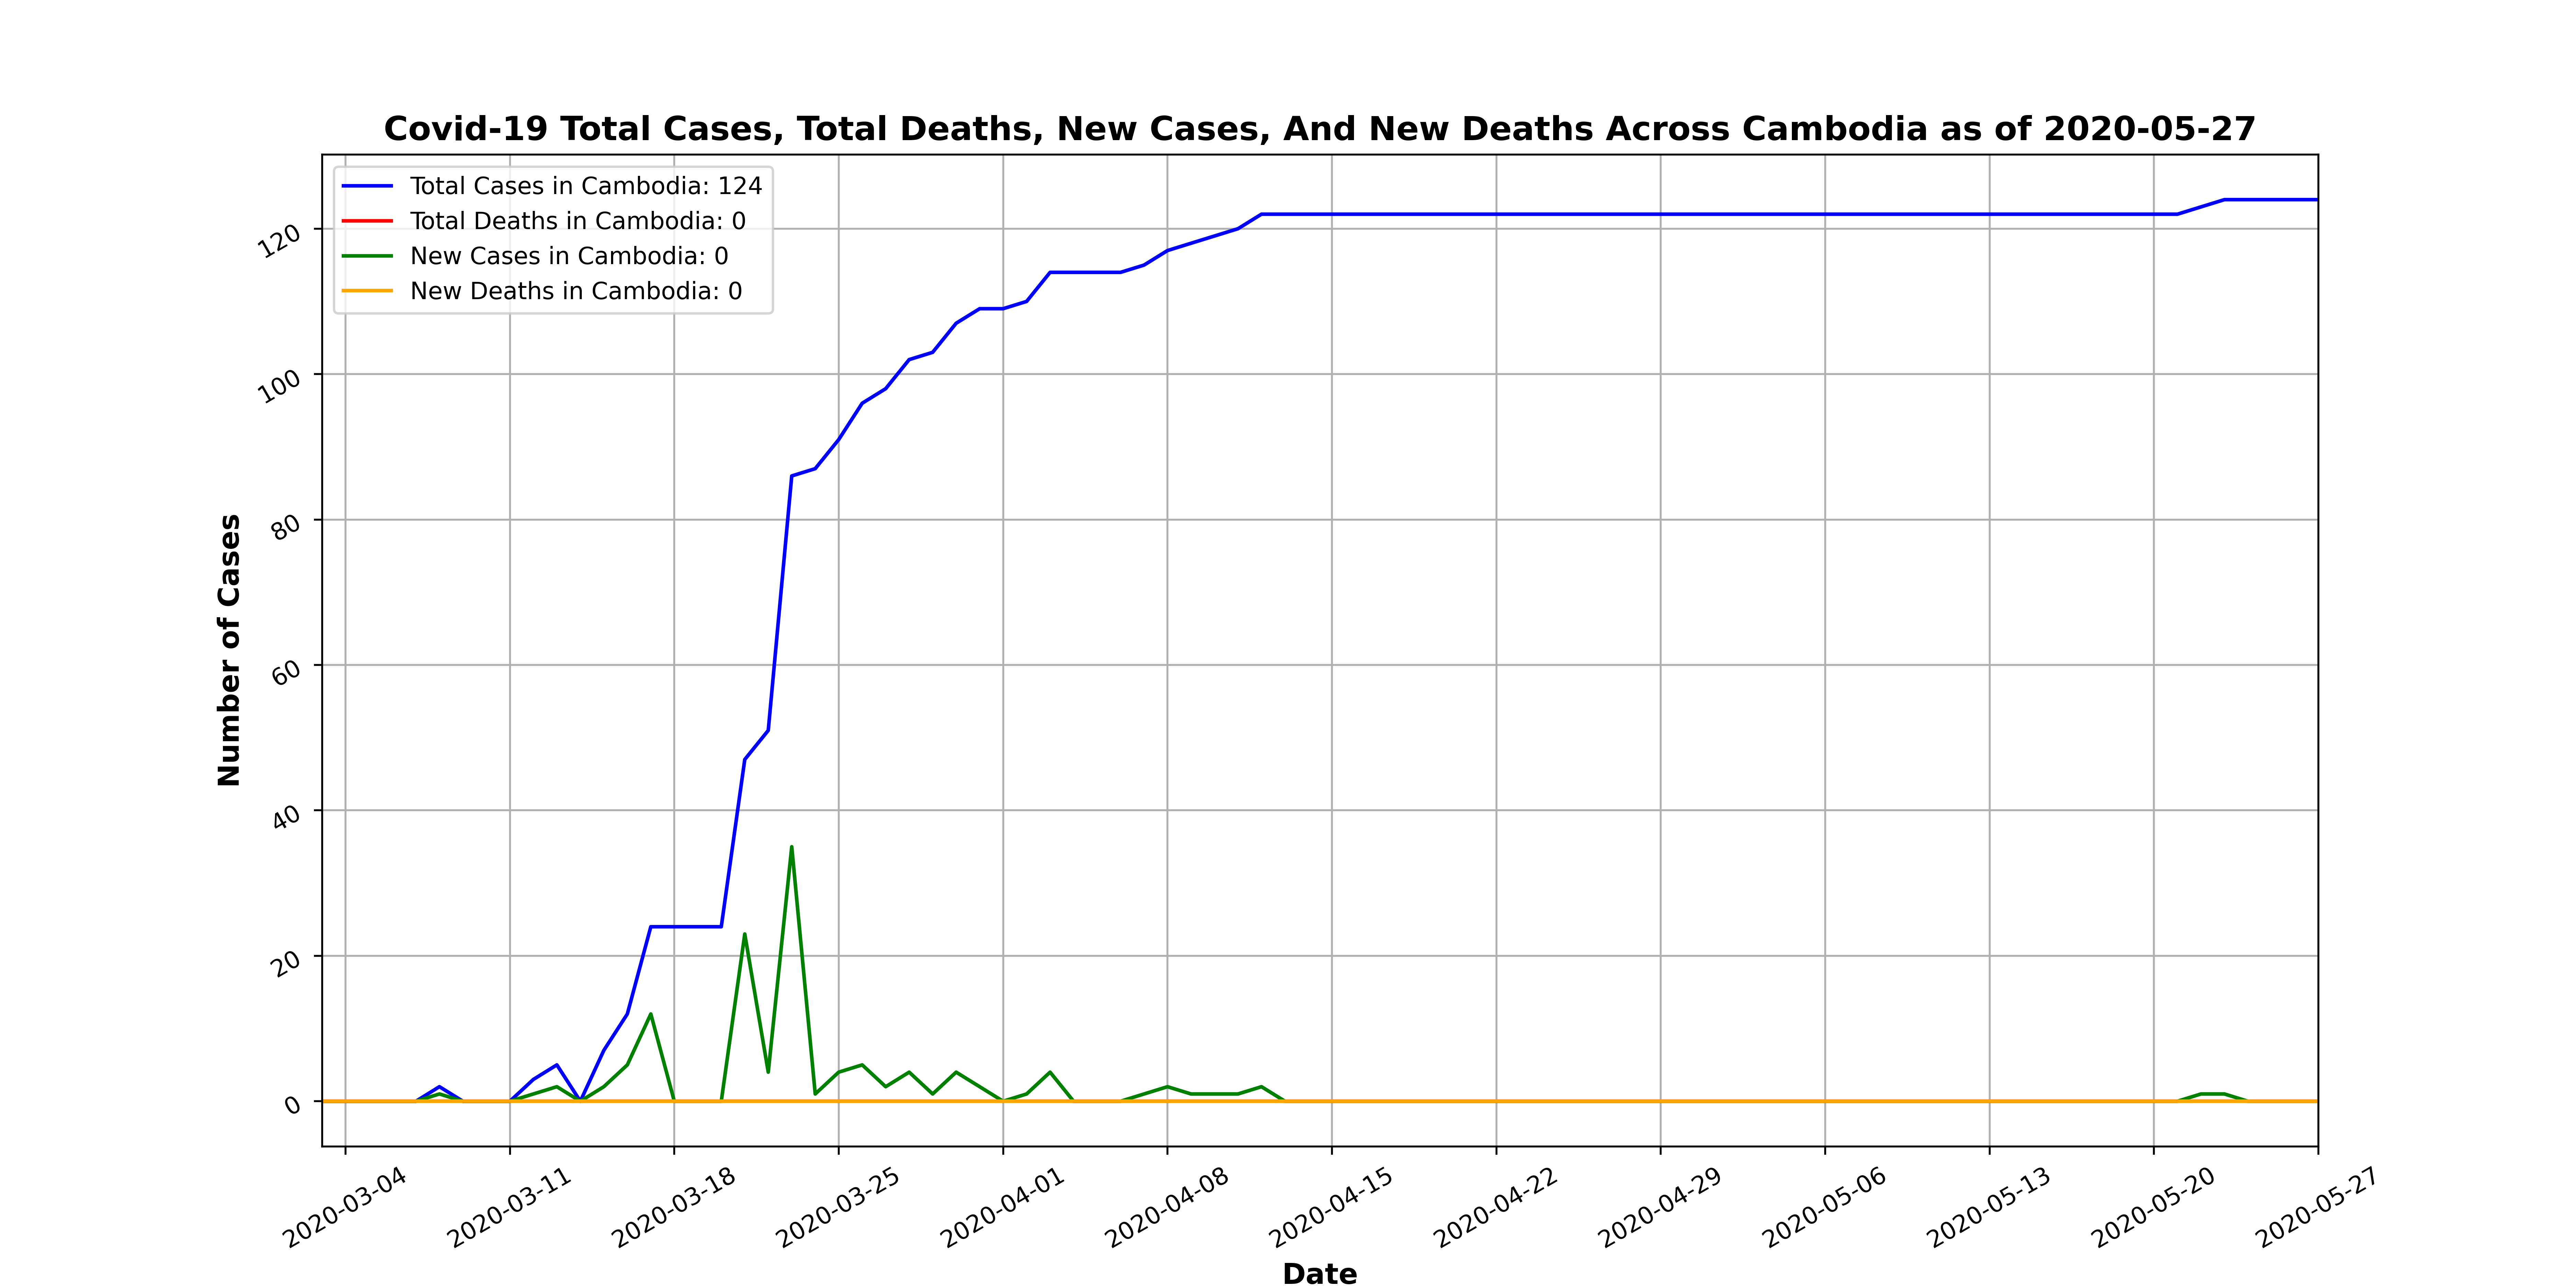 Covid-19 Total Cases, Total Deaths, New Cases, And New Deaths Across Cambodia as of 2020-05-27
Total Cases in Cambodia: 124
Total Deaths in Cambodia: 0
New Cases in Cambodia: 0
New Deaths in Cambodia: 0
Number of Cases
120
100
80
60
40
20
0
2020-03-04
2020-03-11
2020-03-18
2020-03-25
2020-04-01
2020-04-08
2020-04-15
2020-04-22
2020-04-29
2020-05-06
2020-05-13
2020-05-20
2020-05-27
Date